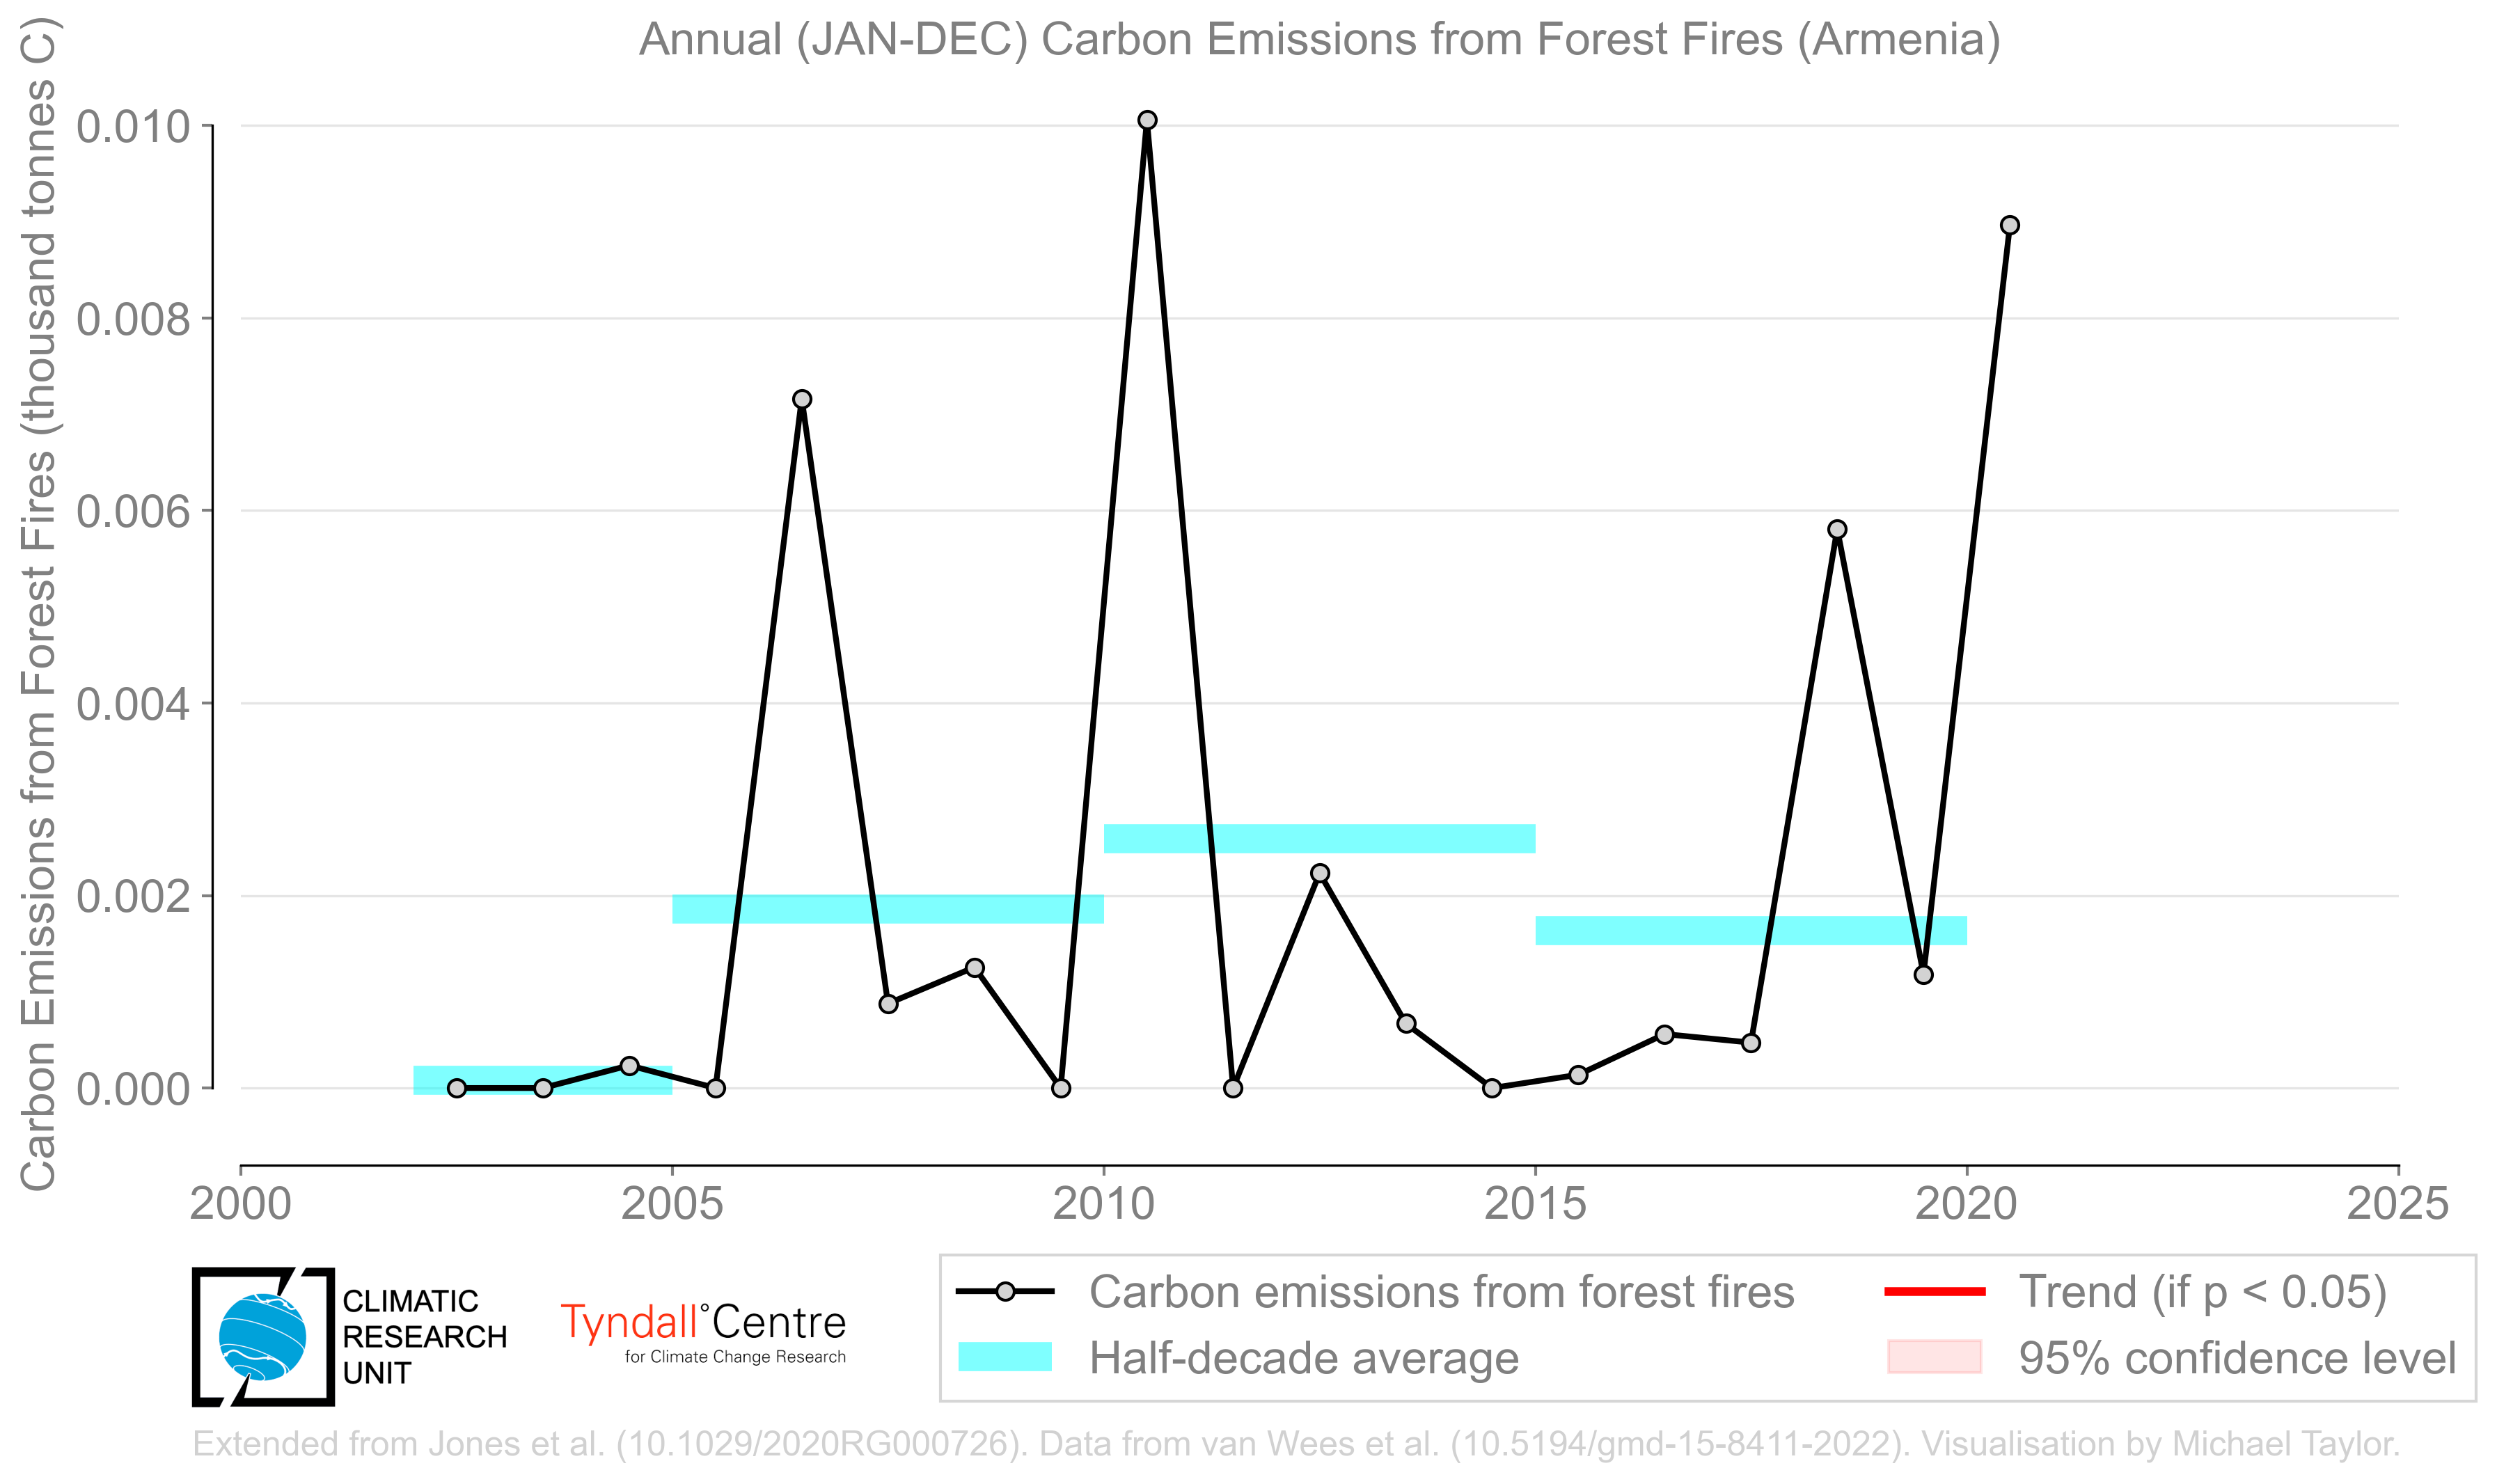 Annual (JAN-DEC) Carbon Emissions from Forest Fires (Armenia)
Carbon Emissions from Forest Fires (thousand tonnes C)
0.010
0.008
0.006
0.004
0.002
0.000
2000
2005
2010
2015
2020
2025
CLIMATIC
RESEARCH
UNIT
Tyndall°Centre
for Climate Change Research
Carbon emissions from forest fires
Half-decade average
Trend (if p < 0.05)
95% confidence level
Extended from Jones et al. (10.1029/2020RG000726). Data from van Wees et al. (10.5194/gmd-15-8411-2022). Visualisation by Michael Taylor.